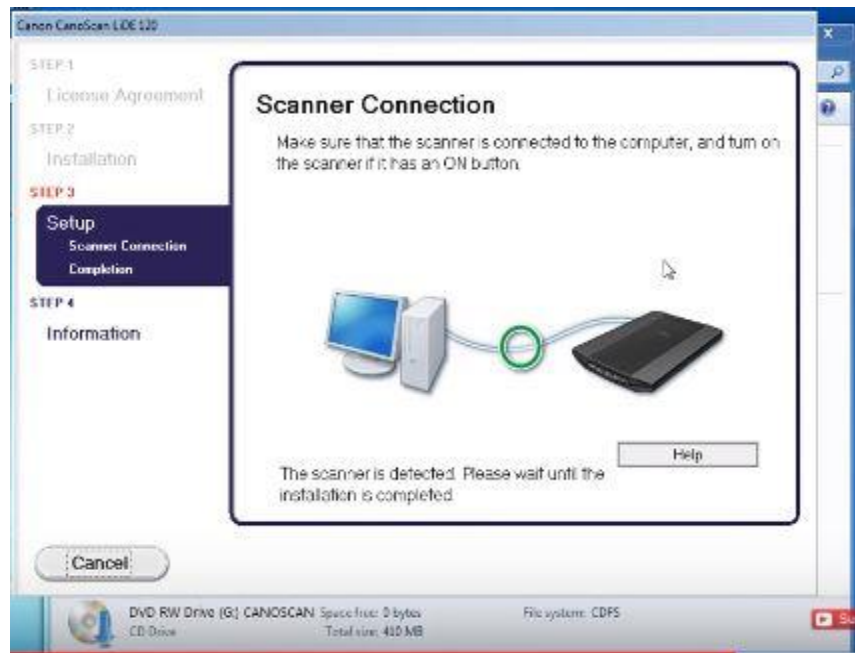 Canon CanoScan LiDE 120
STEP 1
License Agreement
STEP 2
Installation
STEP 3
Setup
Scanner Connection
Completion
STEP 4
Information
Scanner Connection
Make sure that the scanner is connected to the computer, and turn on
the scanner if it has an ON button.
Help
The scanner is detected. Please wait until the
installation is completed.
Cancel
DVD RW Drive (G:) CANOSCAN Space free: 0 bytes File system: CDFS
CD Drive Total size: 410 MB